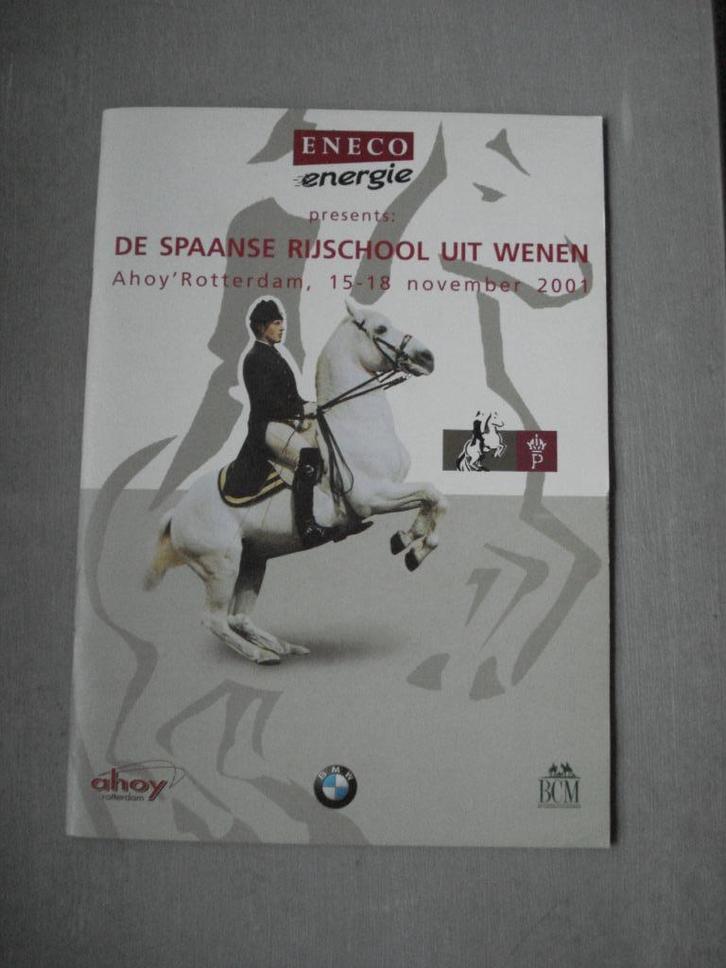 ENECO
energie
presents:
DE SPAANSE RIJSCHOOL UIT WENEN
Ahoy'Rotterdam, 15-18 november 2001
P
ahoy
rotterdam
BMW
BCM